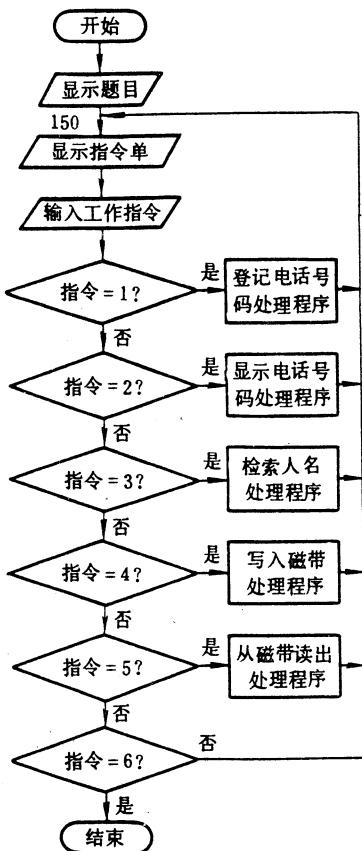 开始
显示题目
150
显示指令单
输入工作指令
指令=1?
是
登记电话号
码处理程序
否
指令=2?
是
显示电话号
码处理程序
否
指令=3?
是
检索人名
处理程序
否
指令=4?
是
写入磁带
处理程序
否
指令=5?
是
从磁带读出
处理程序
否
指令=6?
否
是
结束